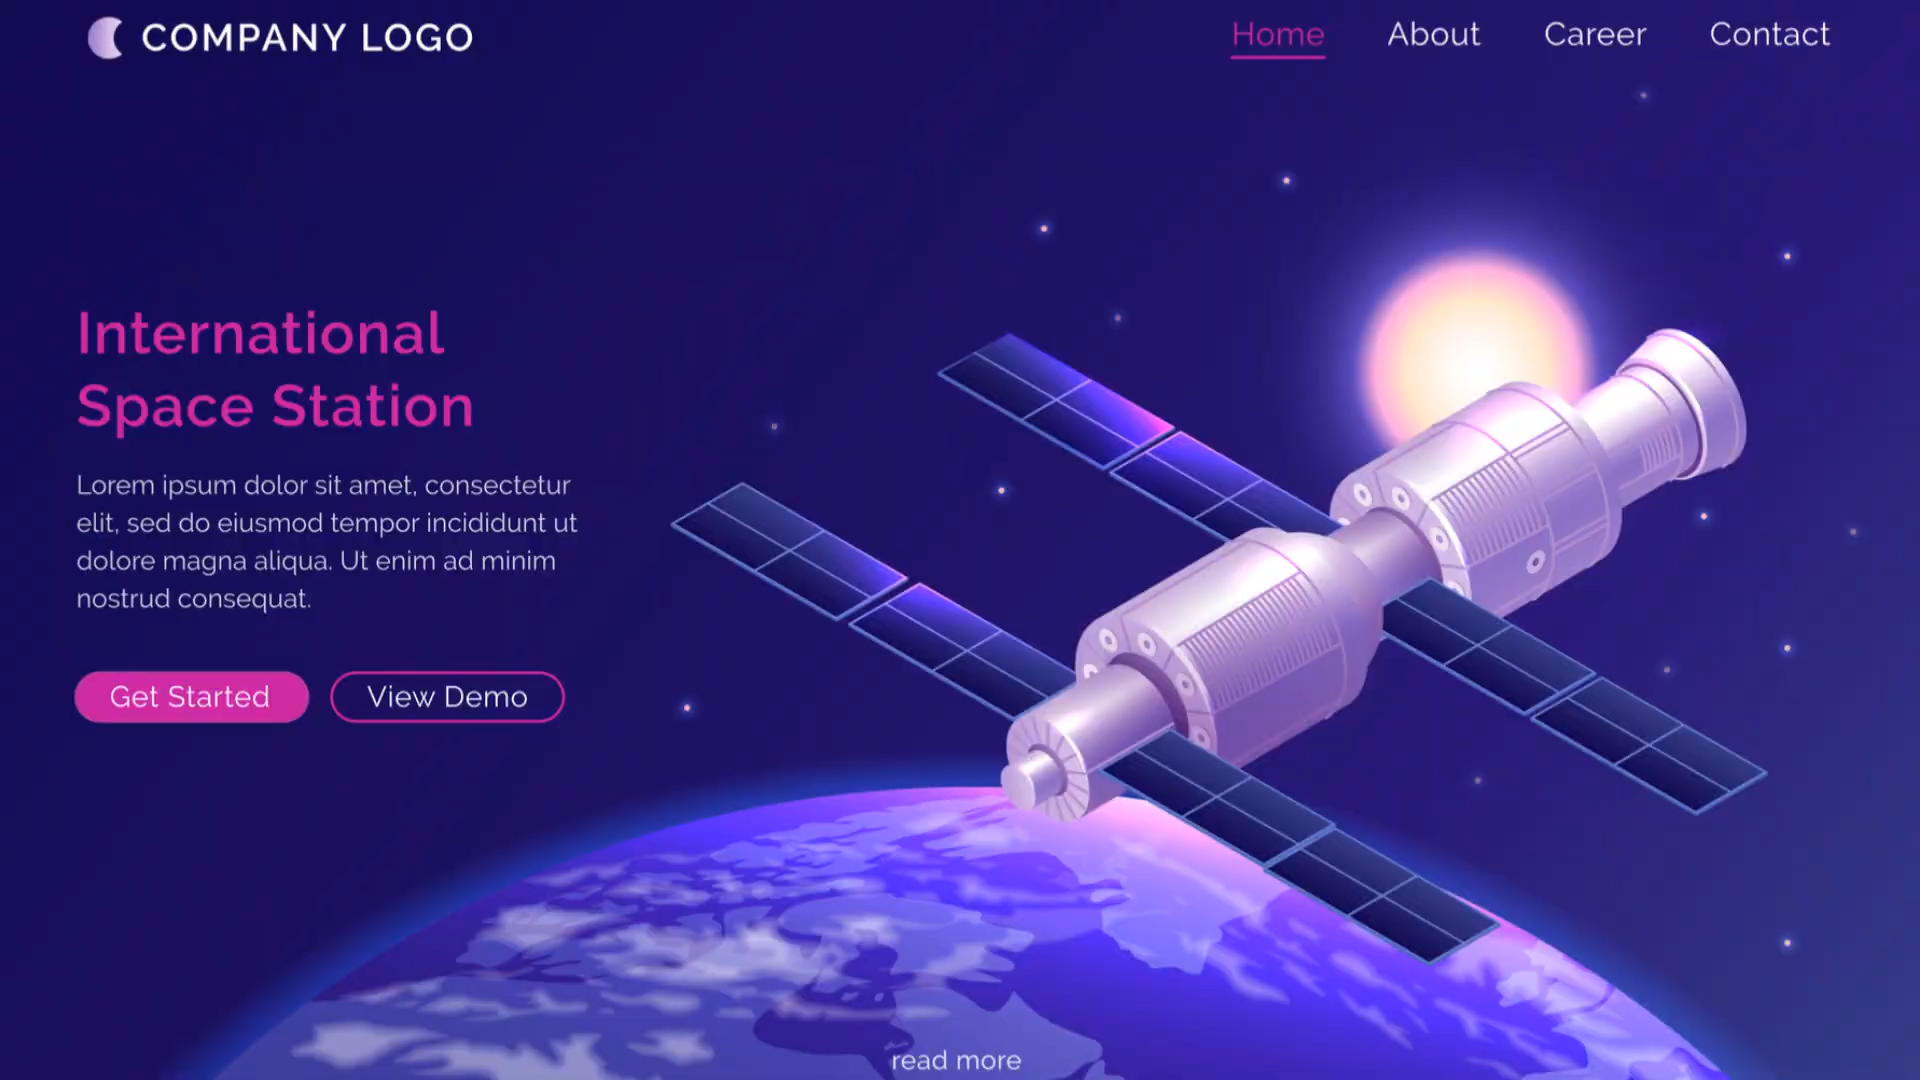 COMPANY LOGO
Home About Career Contact
International
Space Station
Lorem ipsum dolor sit amet, consectetur
elit, sed do eiusmod tempor incididunt ut
dolore magna aliqua. Ut enim ad minim
nostrud consequat.
Get Started View Demo
read more